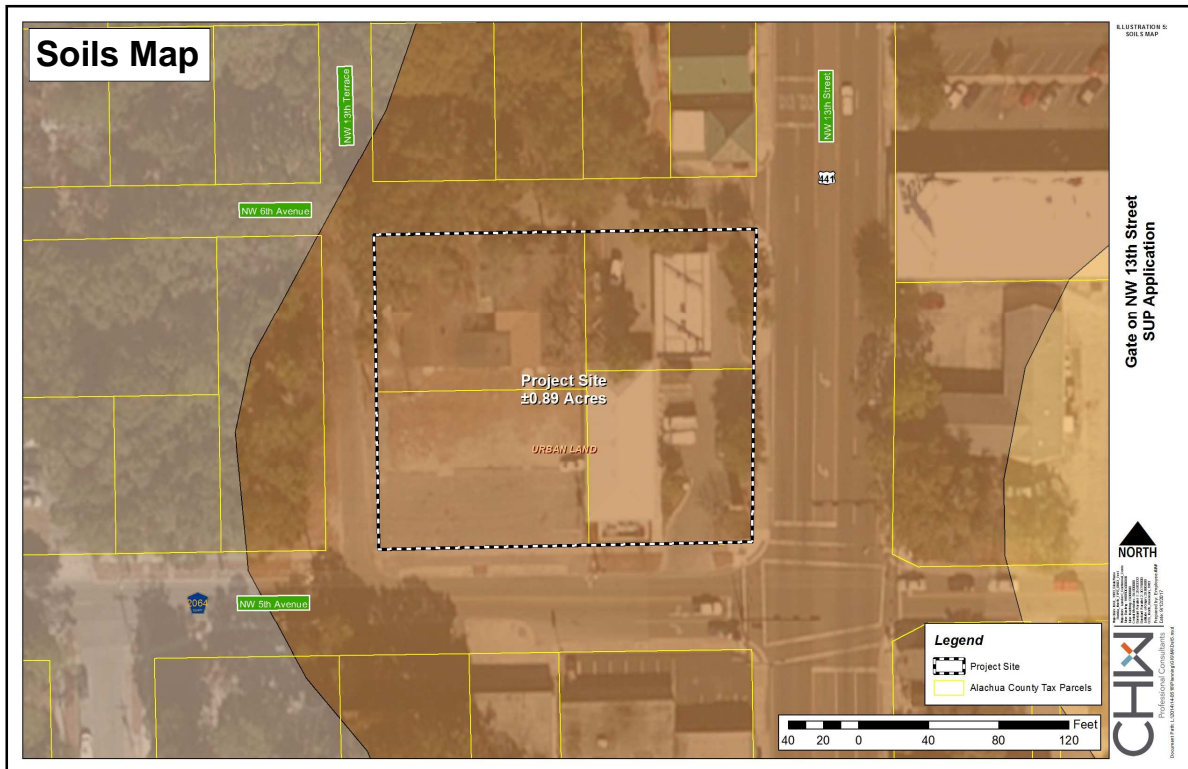 Soils Map
ILLUSTRATION 5:
SOILS MAP
NW 13th Terrace
NW 13th Street
441
NW 6th Avenue
Gate on NW 13th Street
SUP Application
Project Site
±0.89 Acres
URBAN LAND
NORTH
2064
NW 5th Avenue
Legend
Project Site
Alachua County Tax Parcels
Feet
40 20 0 40 80 120
CHW
Professional Consultants